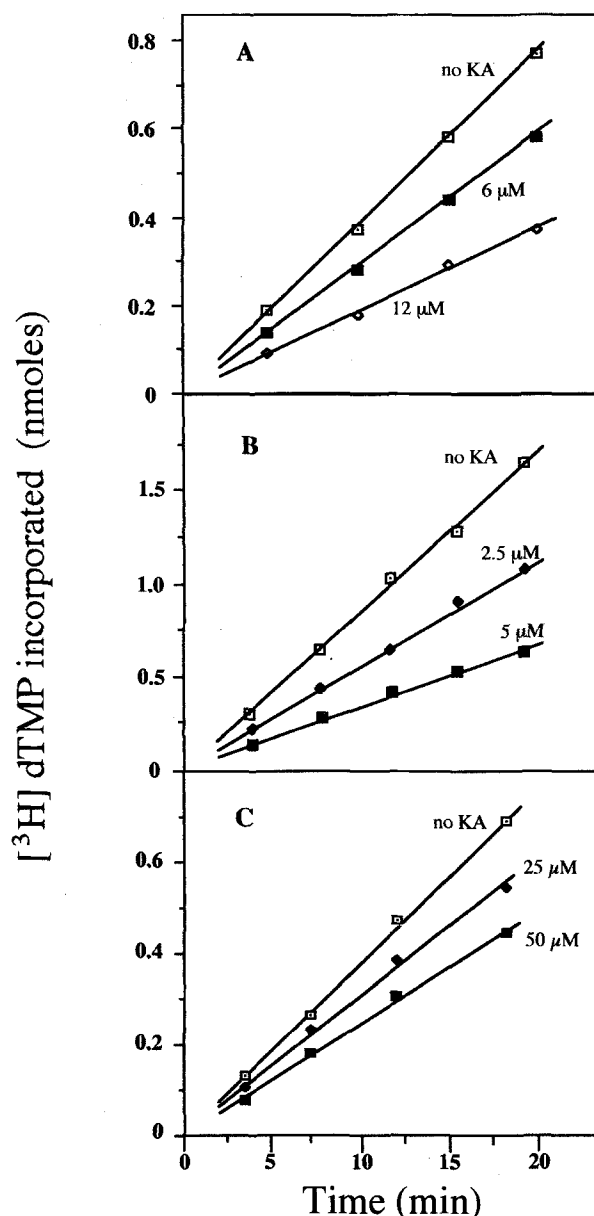 [³H] dTMP incorporated (nmoles)
A
no KA
6 µM
12 µM
0.8
0.6
0.4
0.2
0
B
no KA
2.5 µM
5 µM
1.5
1.0
0.5
0
C
no KA
25 µM
50 µM
0.6
0.4
0.2
0
0 5 10 15 20
Time (min)